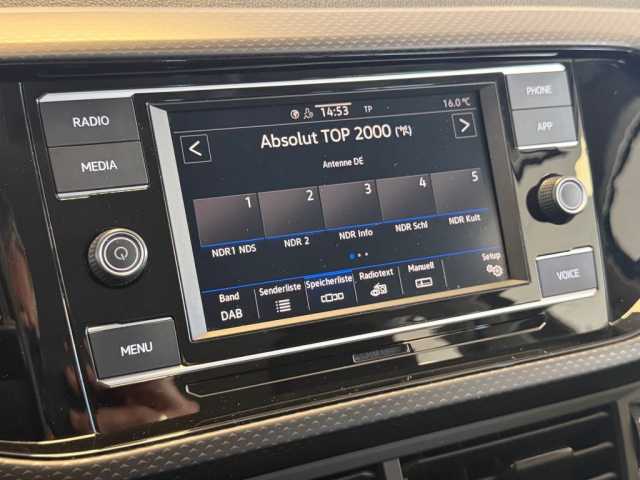 RADIO
MEDIA
MENU
PHONE
APP
VOICE
14:53 TP 16.0 °C
Absolut TOP 2000
Antenne DE
1 2 3 4 5
NDR1 NDS NDR 2 NDR Info NDR Schl NDR Kult
Band Senderliste Speicherliste Radiotext Manuell Setup
DAB